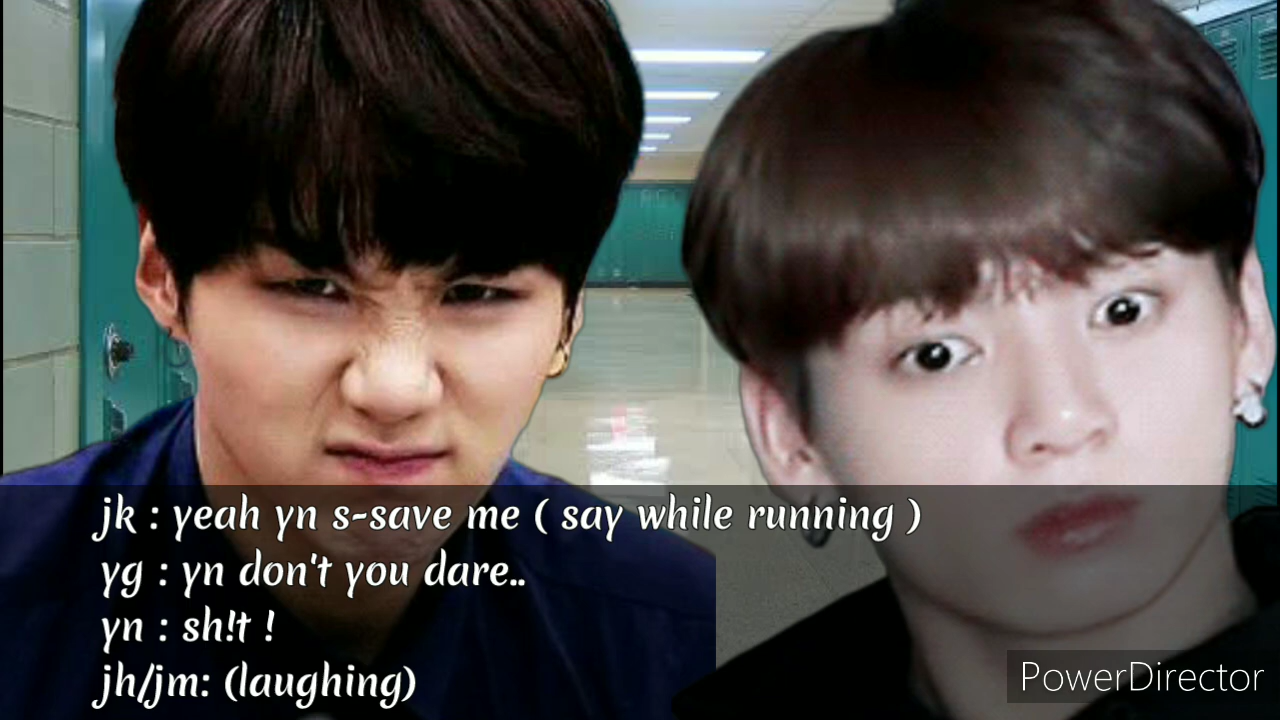 jk : yeah yn s-save me ( say while running )
yg : yn don't you dare..
yn : sh!t !
jh/jm: (laughing)
PowerDirector